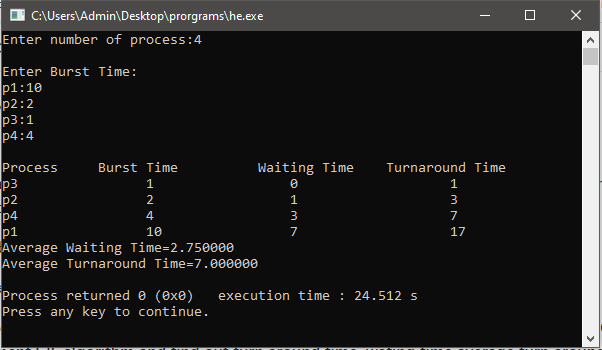 C:\Users\Admin\Desktop\prorgrams\he.exe
Enter number of process:4
Enter Burst Time:
p1:10
p2:2
p3:1
p4:4
Process Burst Time Waiting Time Turnaround Time
p3 1 0 1
p2 2 1 3
p4 4 3 7
p1 10 7 17
Average Waiting Time=2.750000
Average Turnaround Time=7.000000
Process returned 0 (0x0) execution time : 24.512 s
Press any key to continue.